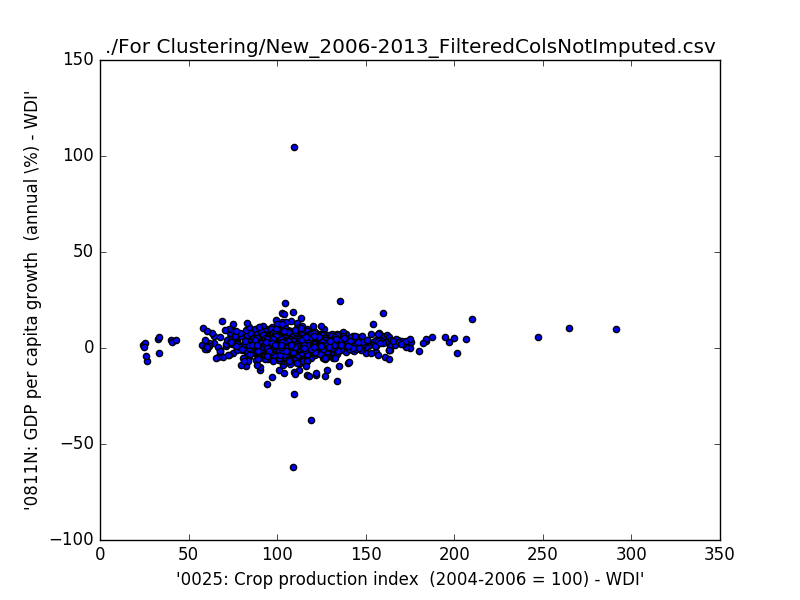 ./For Clustering/New_2006-2013_FilteredColsNotImputed.csv
150
100
50
0
−50
−100
0 50 100 150 200 250 300 350
'0811N: GDP per capita growth  (annual \%) - WDI'
'0025: Crop production index  (2004-2006 = 100) - WDI'